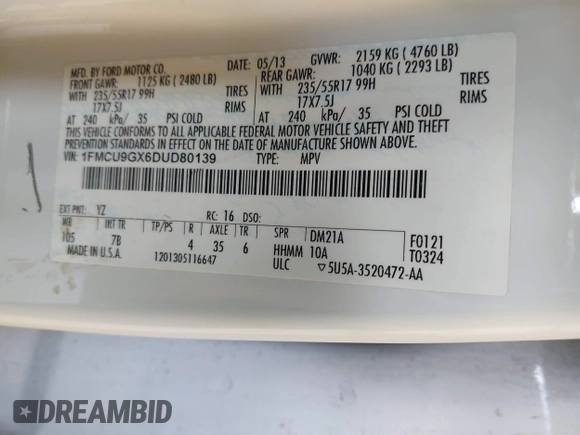 MFD. BY FORD MOTOR CO. DATE: 05/13 GVWR: 2159 KG ( 4760 LB)
FRONT GAWR: 1125 KG ( 2480 LB) REAR GAWR: 1040 KG ( 2293 LB)
WITH 235/55R17 99H TIRES WITH 235/55R17 99H TIRES
17X7.5J RIMS 17X7.5J RIMS
AT 240 kPa/ 35 PSI COLD AT 240 kPa/ 35 PSI COLD
THIS VEHICLE CONFORMS TO ALL APPLICABLE FEDERAL MOTOR VEHICLE SAFETY AND THEFT
PREVENTION STANDARDS IN EFFECT ON THE DATE OF MANUFACTURE SHOWN ABOVE.
VIN: 1FMCU9GX6DUD80139 TYPE: MPV
EXT PNT: YZ RC: 16 DSO:
WB INT TR TP/PS R AXLE TR SPR DM21A F0121
105 7B 4 35 6 HHMM 10A T0324
MADE IN U.S.A. 1201305116647 ULC ▽5U5A-3520472-AA
DREAMBID